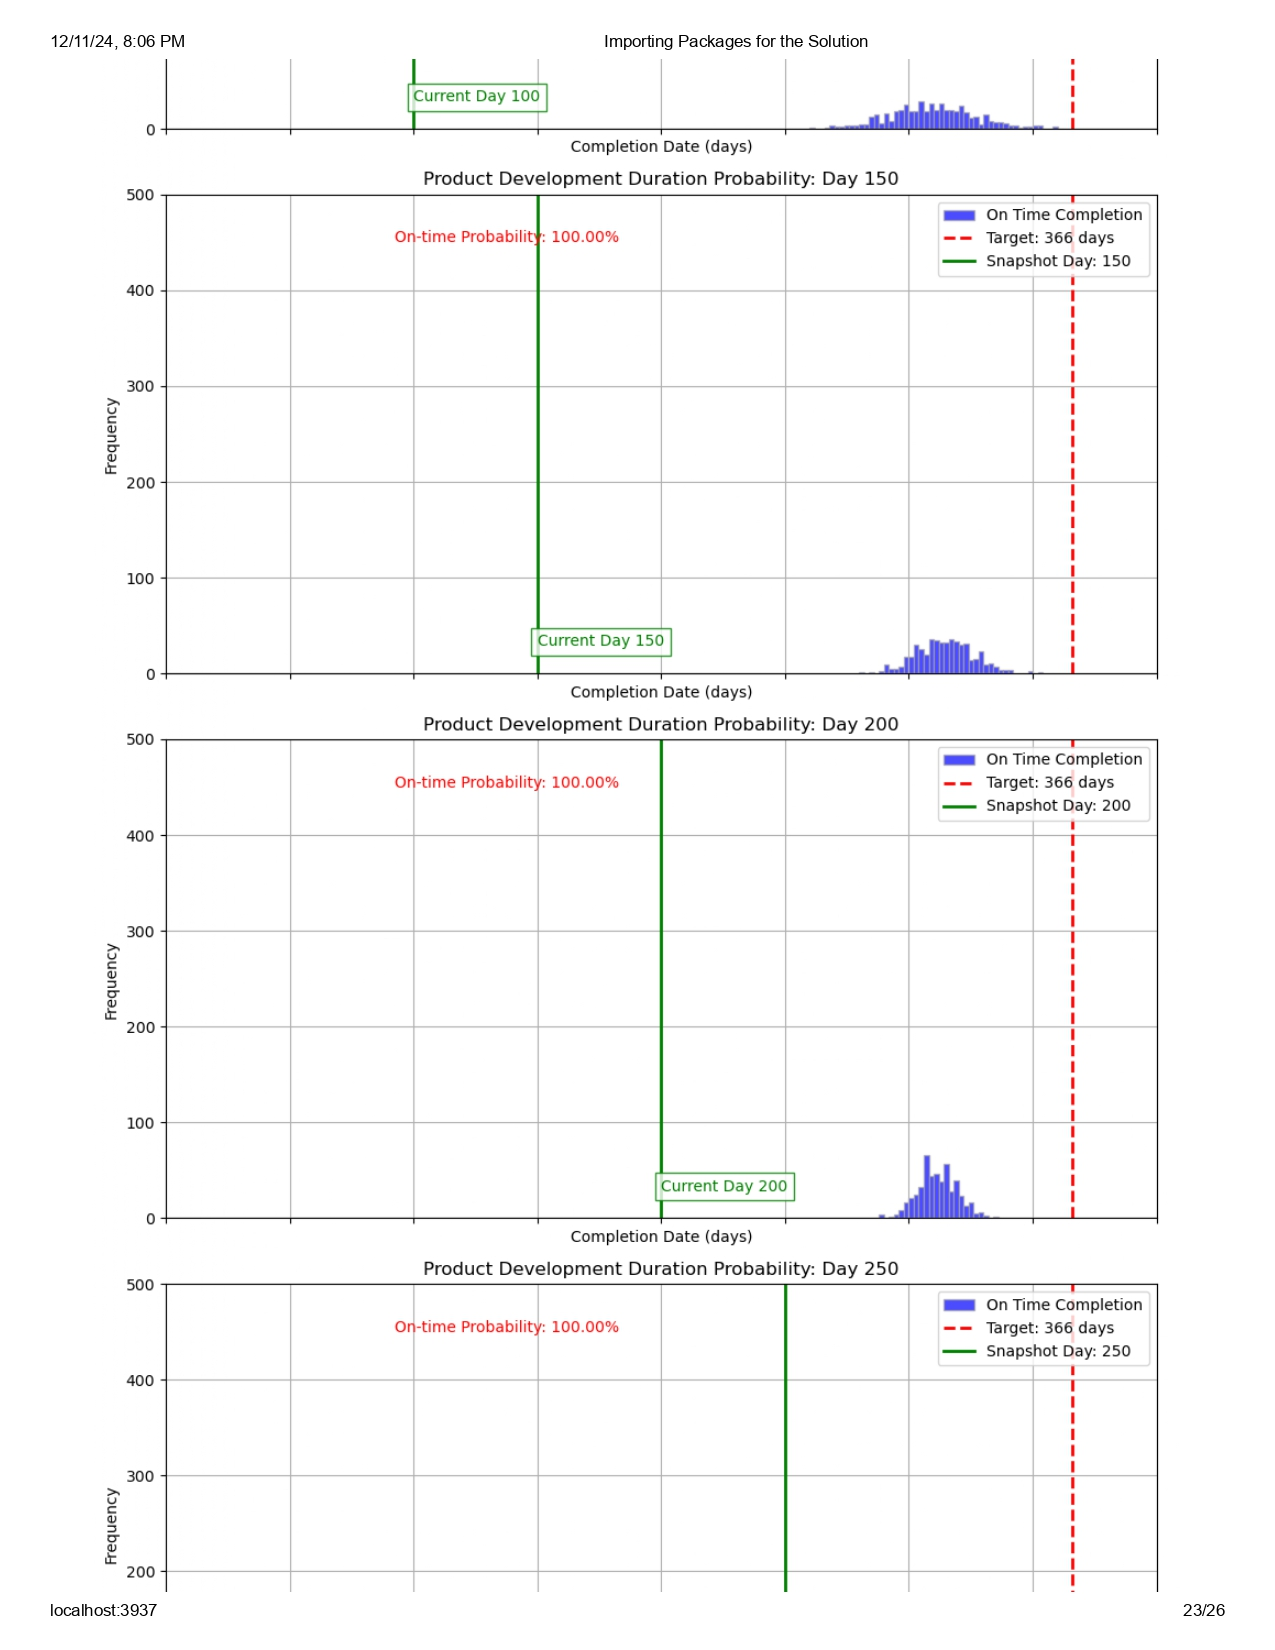 12/11/24, 8:06 PM Importing Packages for the Solution
Current Day 100
0
Completion Date (days)
Product Development Duration Probability: Day 150
500
On Time Completion
On-time Probability: 100.00%
Target: 366 days
Snapshot Day: 150
400
300
Frequency
200
100
Current Day 150
0
Completion Date (days)
Product Development Duration Probability: Day 200
500
On Time Completion
On-time Probability: 100.00%
Target: 366 days
Snapshot Day: 200
400
300
Frequency
200
100
Current Day 200
0
Completion Date (days)
Product Development Duration Probability: Day 250
500
On Time Completion
On-time Probability: 100.00%
Target: 366 days
Snapshot Day: 250
400
300
Frequency
200
localhost:3937 23/26